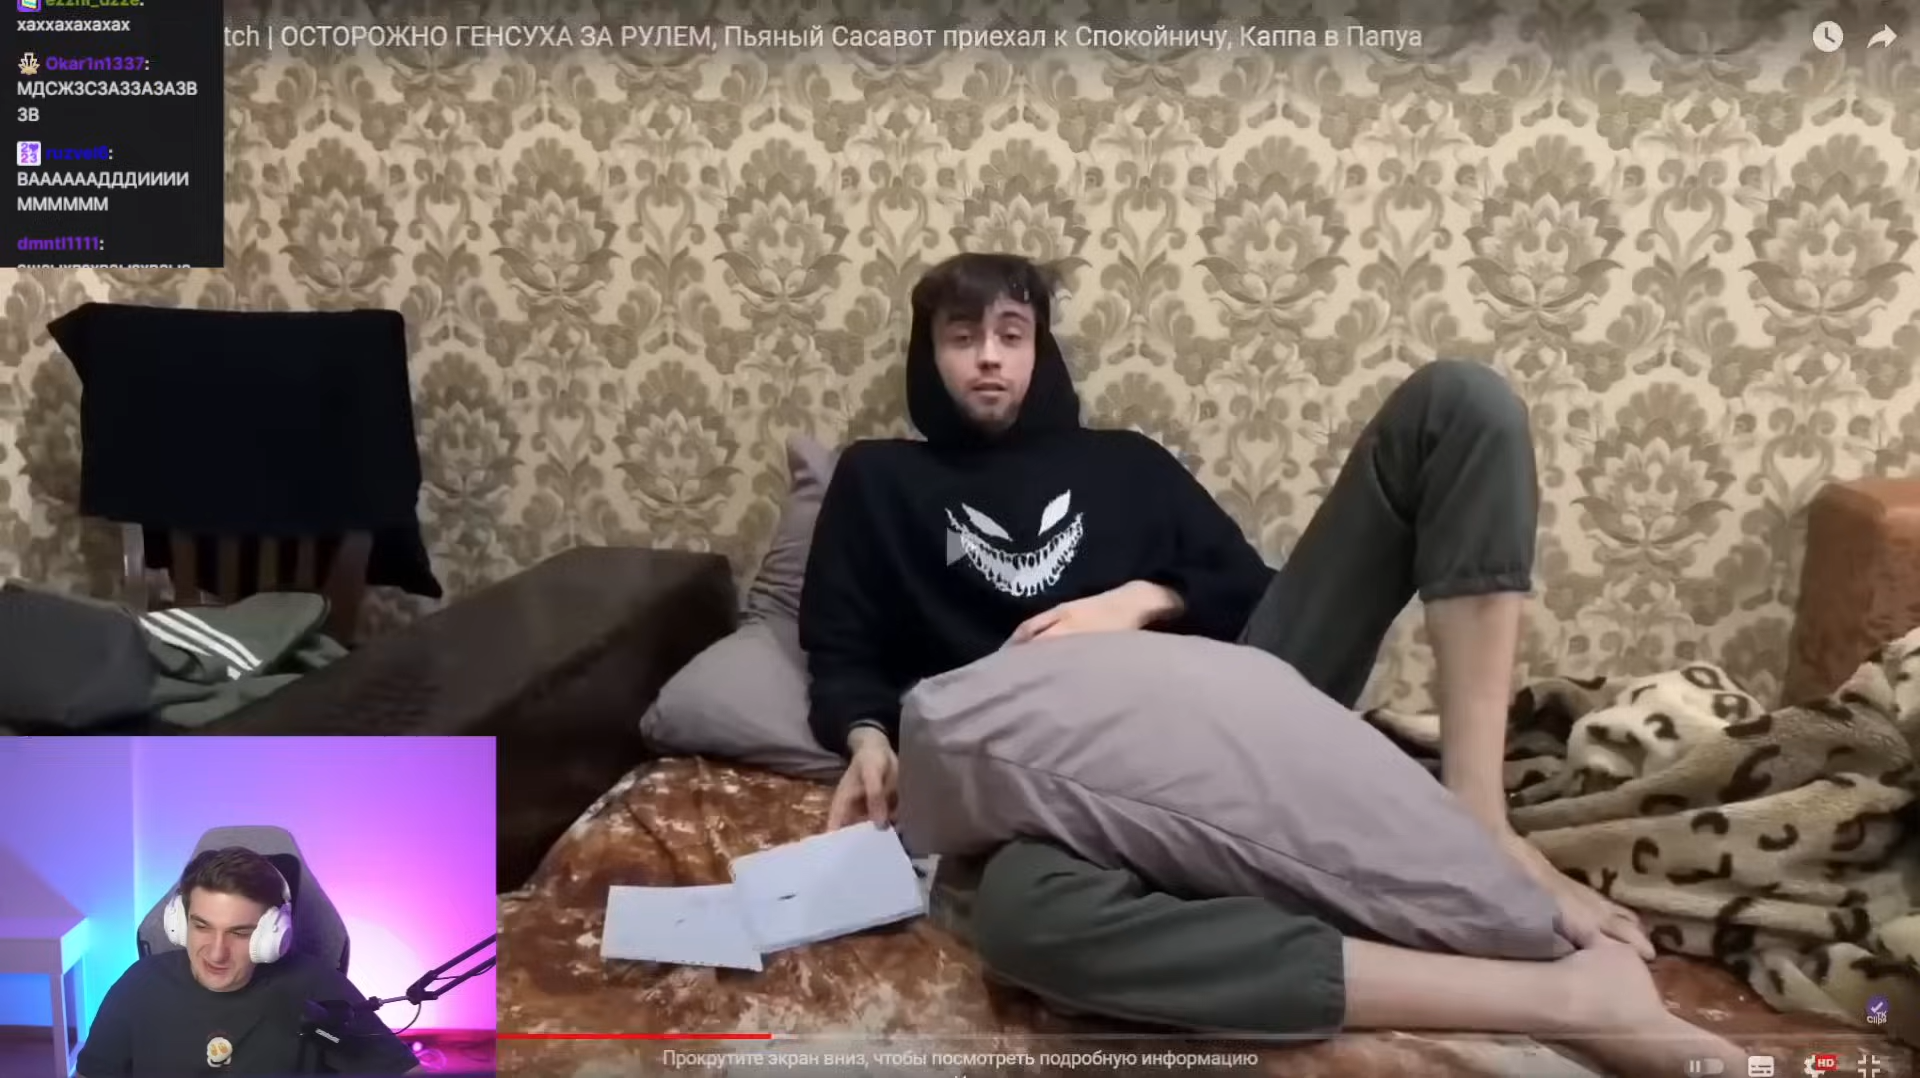 хаххахахахах
Okar1n1337:
МДСЖЗСЗАЗЗАЗАЗВ
ЗВ
ruzvel6:
ВААААААДДДИИИИ
ММММММ
dmntl1111:
tch | ОСТОРОЖНО ГЕНСУХА ЗА РУЛЕМ, Пьяный Сасавот приехал к Спокойничу, Каппа в Папуа
Прокрутите экран вниз, чтобы посмотреть подробную информацию
HD